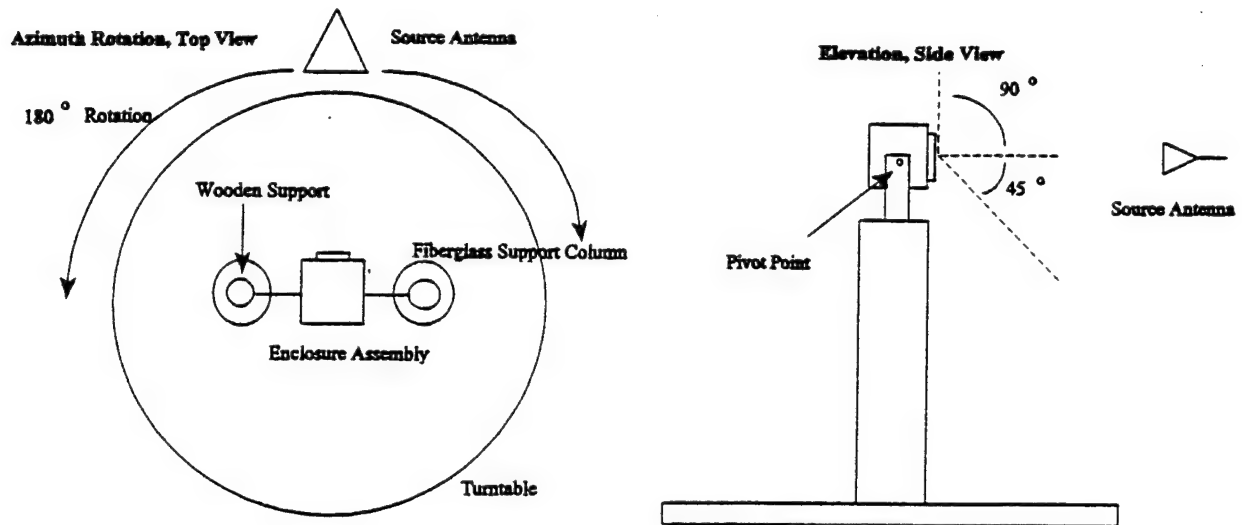 Azimuth Rotation, Top View
Source Antenna
180° Rotation
Wooden Support
Fiberglass Support Column
Enclosure Assembly
Turntable
Elevation, Side View
90°
45°
Source Antenna
Pivot Point